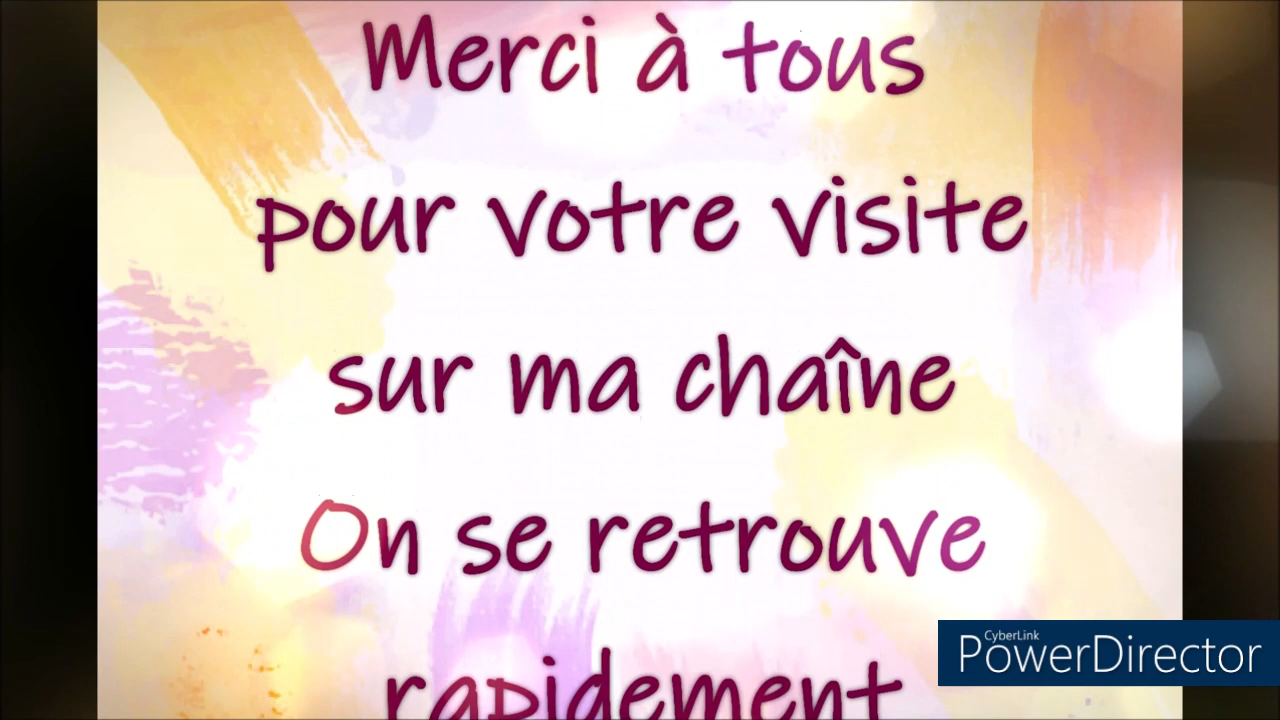 Merci à tous
pour votre visite
sur ma chaîne
On se retrouve
rapidement
CyberLink
PowerDirector